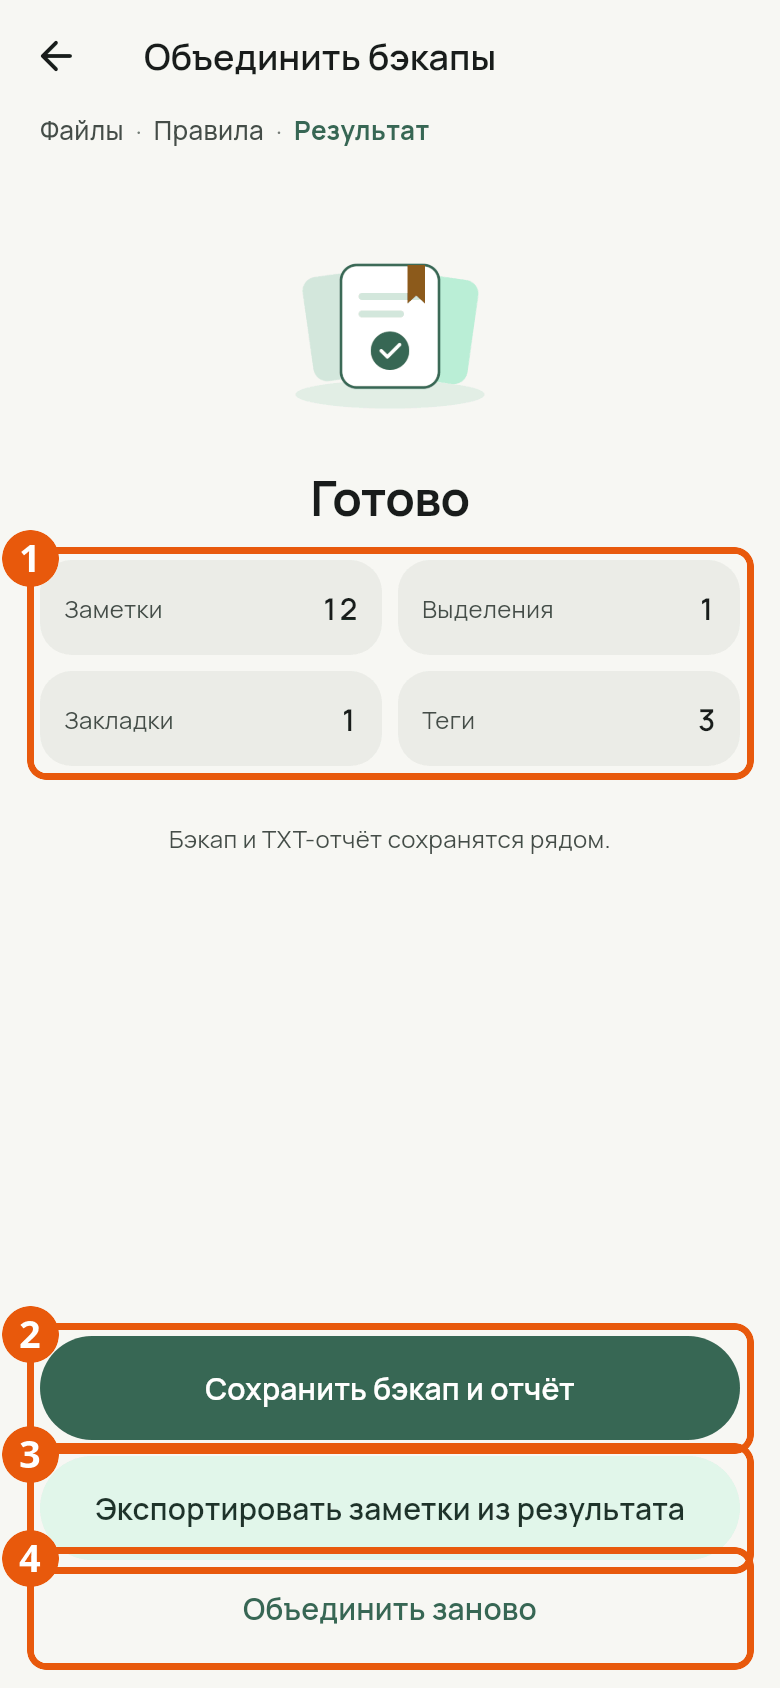 Объединить бэкапы
Файлы · Правила · Результат
Готово
1
Заметки 12
Выделения 1
Закладки 1
Теги 3
Бэкап и TXT-отчёт сохранятся рядом.
2
Сохранить бэкап и отчёт
3
Экспортировать заметки из результата
4
Объединить заново